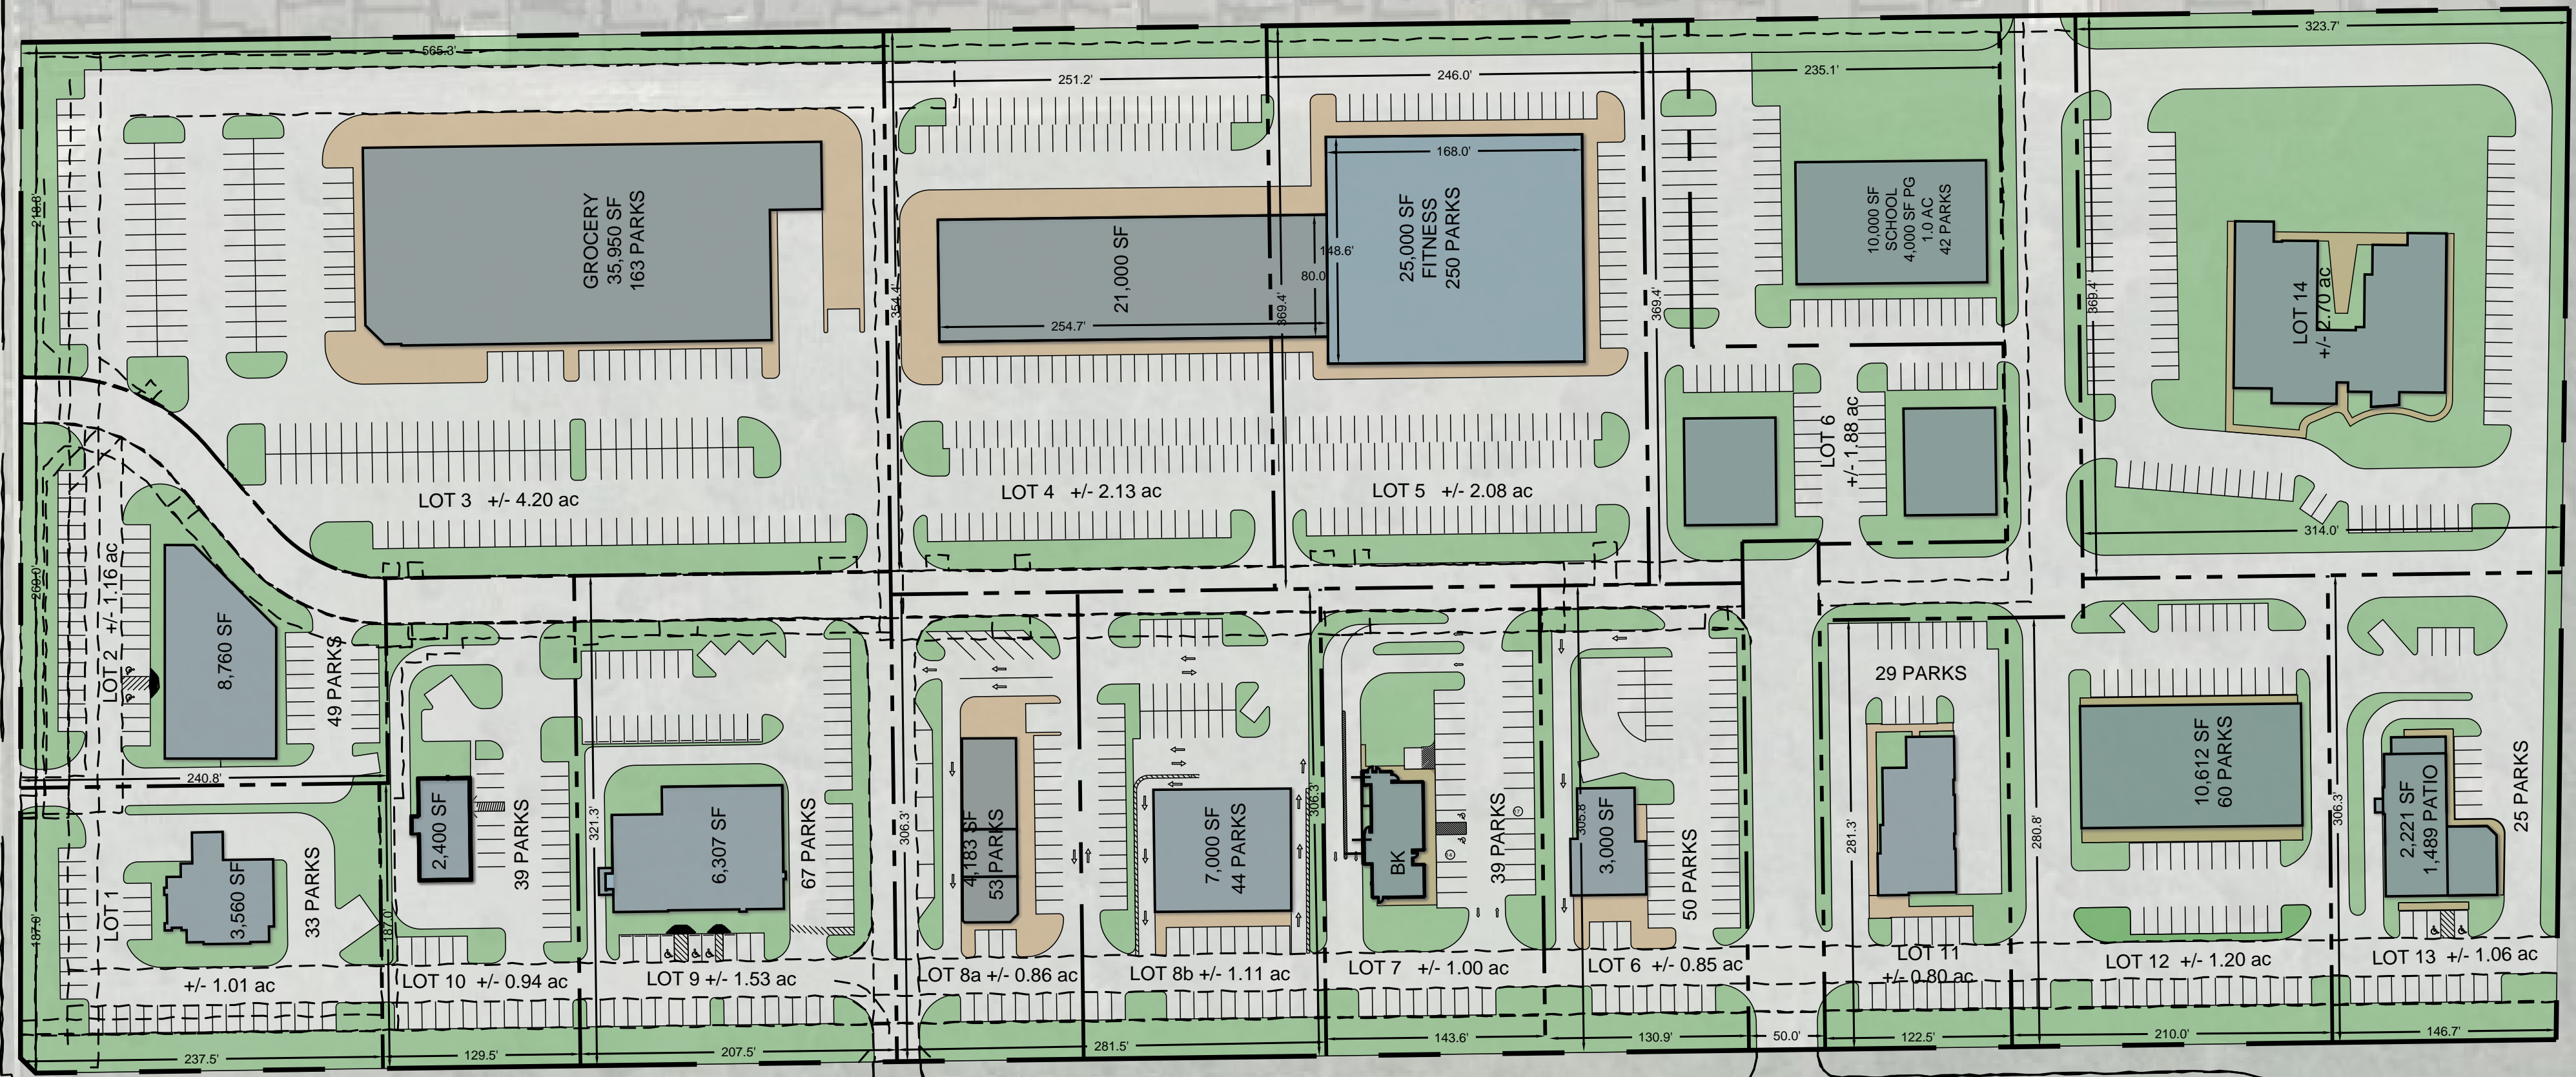 565.3'
323.7'
251.2'
246.0'
235.1'
218.8'
GROCERY
35,950 SF
163 PARKS
354.4'
21,000 SF
254.7'
80.0
369.4'
148.6'
168.0'
25,000 SF
FITNESS
250 PARKS
369.4'
10,000 SF
SCHOOL
4,000 SF PG
1.0 AC
42 PARKS
369.4'
LOT 14
+/- 2.70 ac
LOT 3 +/- 4.20 ac
LOT 4 +/- 2.13 ac
LOT 5 +/- 2.08 ac
LOT 6
+/- 1.88 ac
314.0'
269.0'
LOT 2 +/- 1.16 ac
8,760 SF
49 PARKS
240.8'
187.0'
LOT 1
3,560 SF
33 PARKS
+/- 1.01 ac
187.0'
2,400 SF
39 PARKS
LOT 10 +/- 0.94 ac
321.3'
6,307 SF
67 PARKS
LOT 9 +/- 1.53 ac
306.3'
4,183 SF
53 PARKS
LOT 8a +/- 0.86 ac
7,000 SF
44 PARKS
LOT 8b +/- 1.11 ac
306.3'
BK
39 PARKS
LOT 7 +/- 1.00 ac
305.8'
3,000 SF
50 PARKS
LOT 6 +/- 0.85 ac
281.3'
29 PARKS
LOT 11
+/- 0.80 ac
280.8'
10,612 SF
60 PARKS
LOT 12 +/- 1.20 ac
306.3'
2,221 SF
1,489 PATIO
25 PARKS
LOT 13 +/- 1.06 ac
237.5'
129.5'
207.5'
281.5'
143.6'
130.9'
50.0'
122.5'
210.0'
146.7'